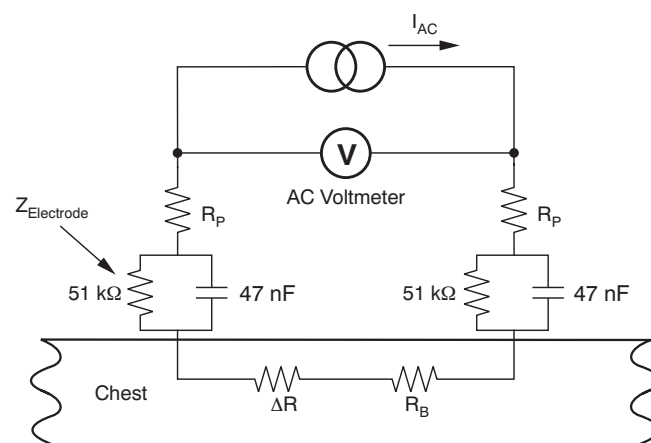 I_AC
V
AC Voltmeter
Z_Electrode
R_P
R_P
51 kΩ
47 nF
51 kΩ
47 nF
Chest
ΔR
R_B